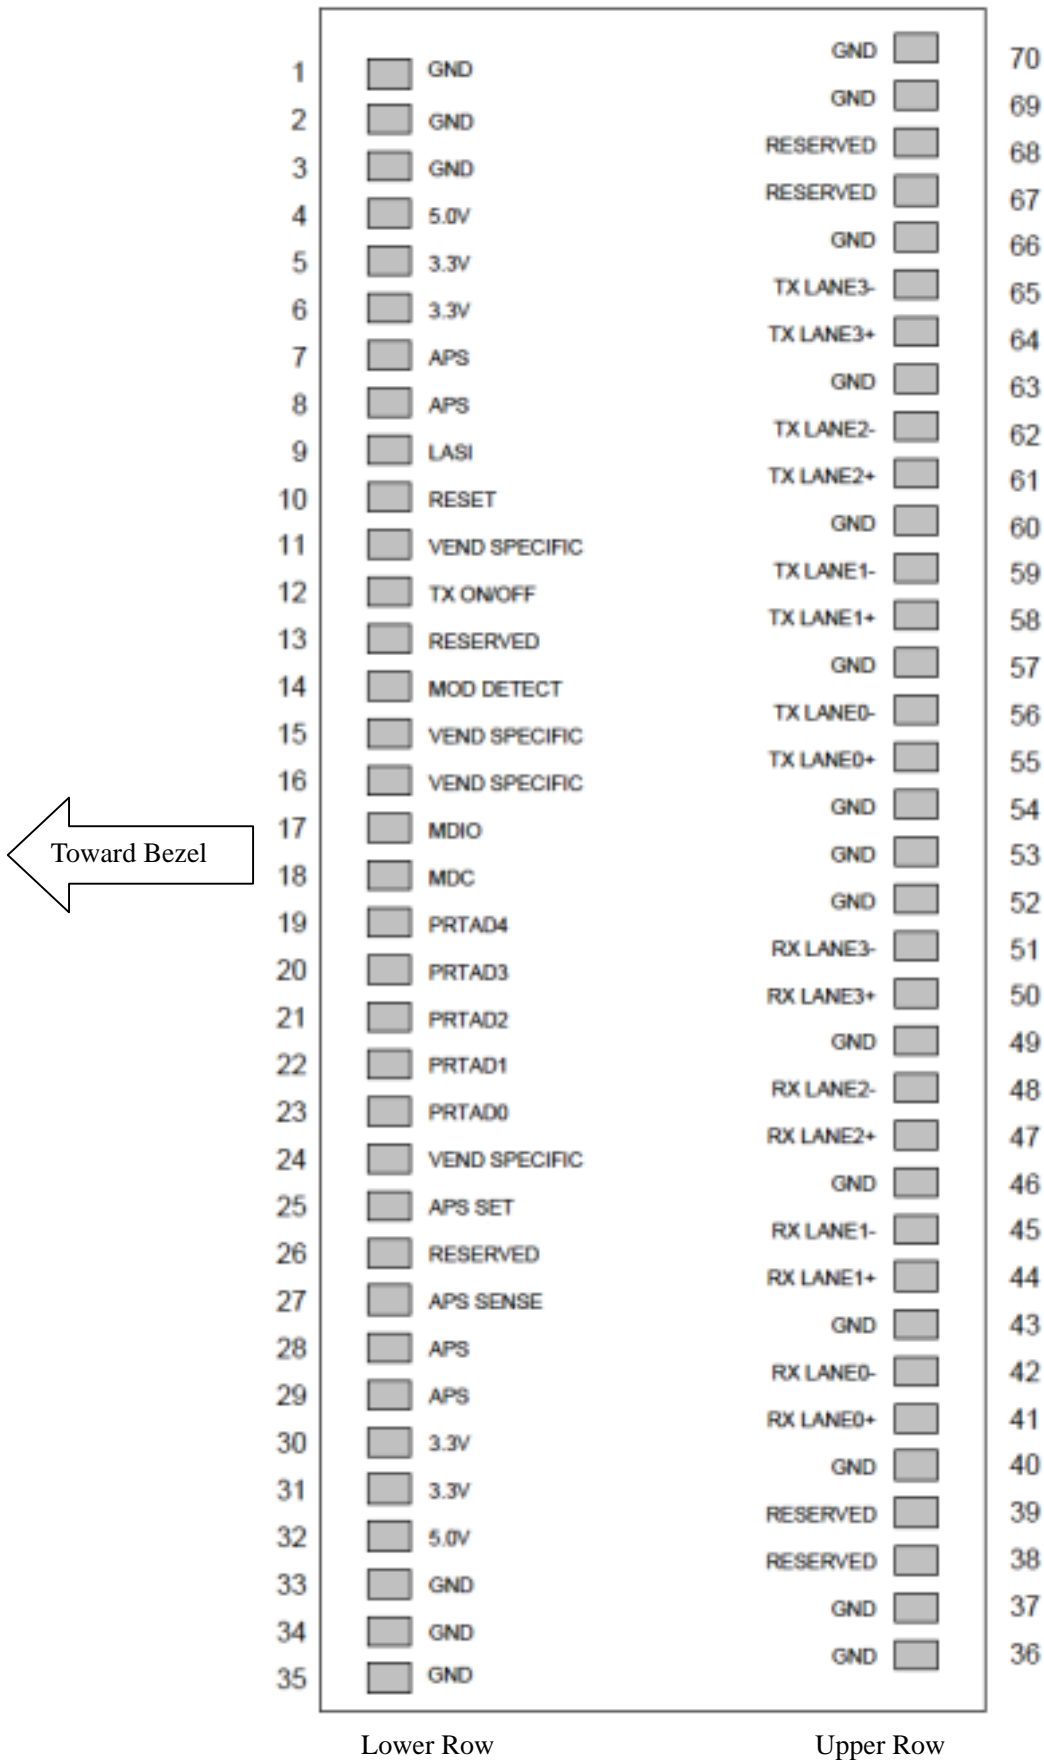 GND 70
1 GND
GND 69
2 GND
RESERVED 68
3 GND
RESERVED 67
4 5.0V
GND 66
5 3.3V
TX LANE3- 65
6 3.3V
TX LANE3+ 64
7 APS
GND 63
8 APS
TX LANE2- 62
9 LASI
TX LANE2+ 61
10 RESET
GND 60
11 VEND SPECIFIC
TX LANE1- 59
12 TX ON/OFF
TX LANE1+ 58
13 RESERVED
GND 57
14 MOD DETECT
TX LANE0- 56
15 VEND SPECIFIC
TX LANE0+ 55
16 VEND SPECIFIC
GND 54
17 MDIO
Toward Bezel
GND 53
18 MDC
GND 52
19 PRTAD4
RX LANE3- 51
20 PRTAD3
RX LANE3+ 50
21 PRTAD2
GND 49
22 PRTAD1
RX LANE2- 48
23 PRTAD0
RX LANE2+ 47
24 VEND SPECIFIC
GND 46
25 APS SET
RX LANE1- 45
26 RESERVED
RX LANE1+ 44
27 APS SENSE
GND 43
28 APS
RX LANE0- 42
29 APS
RX LANE0+ 41
30 3.3V
GND 40
31 3.3V
RESERVED 39
32 5.0V
RESERVED 38
33 GND
GND 37
34 GND
GND 36
35 GND
Lower Row
Upper Row